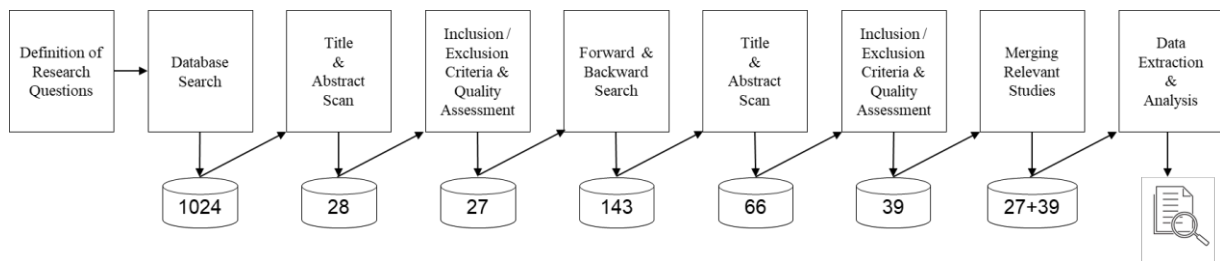 Definition of
Research
Questions
Database
Search
Title
&
Abstract
Scan
Inclusion /
Exclusion
Criteria &
Quality
Assessment
Forward &
Backward
Search
Title
&
Abstract
Scan
Inclusion /
Exclusion
Criteria &
Quality
Assessment
Merging
Relevant
Studies
Data
Extraction
&
Analysis
1024
28
27
143
66
39
27+39